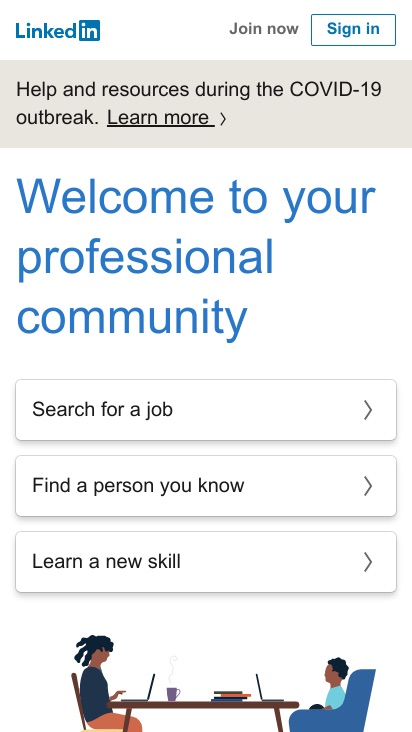 LinkedIn
Join now
Sign in
Help and resources during the COVID-19
outbreak. Learn more
Welcome to your
professional
community
Search for a job
Find a person you know
Learn a new skill